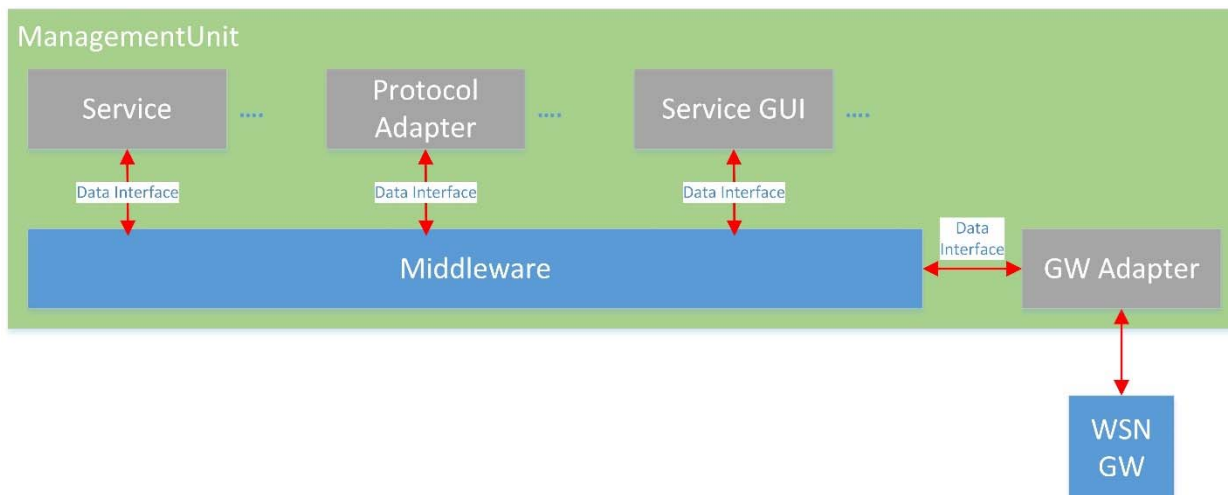 ManagementUnit
Service
....
Protocol
Adapter
....
Service GUI
....
Data Interface
Data Interface
Data Interface
Middleware
Data
Interface
GW Adapter
WSN
GW